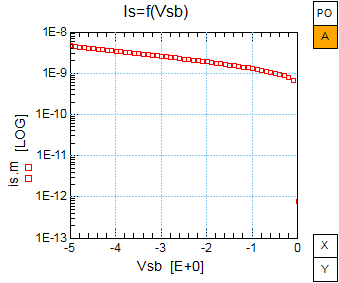 Is=f(Vsb)
PO
A
1E-8
1E-9
1E-10
1E-11
1E-12
1E-13
is.m [LOG]
-5 -4 -3 -2 -1 0
Vsb [E+0]
X
Y